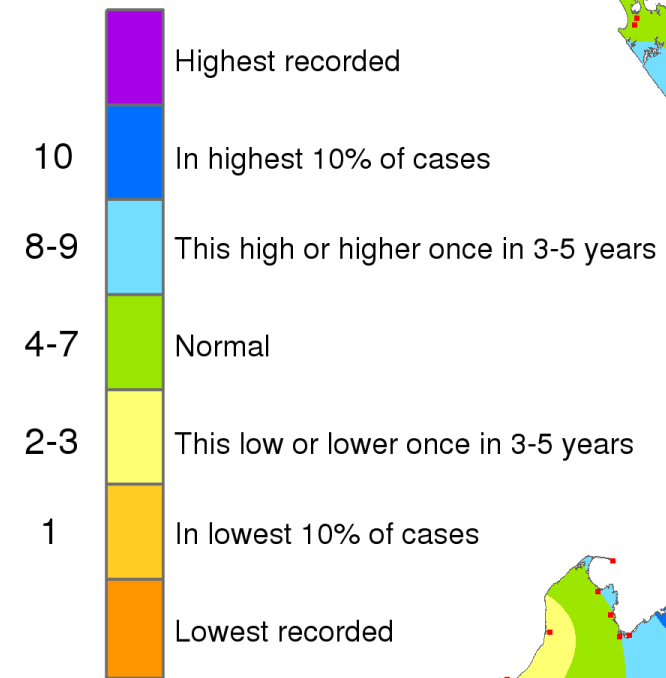 Highest recorded
10 In highest 10% of cases
8-9 This high or higher once in 3-5 years
4-7 Normal
2-3 This low or lower once in 3-5 years
1 In lowest 10% of cases
Lowest recorded